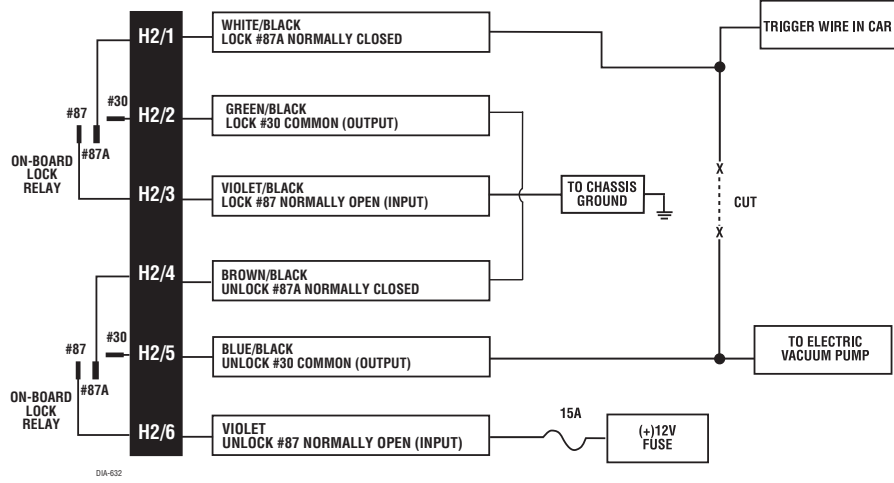 H2/1
WHITE/BLACK
LOCK #87A NORMALLY CLOSED
TRIGGER WIRE IN CAR
#87
#30
#87A
ON-BOARD
LOCK
RELAY
H2/2
GREEN/BLACK
LOCK #30 COMMON (OUTPUT)
H2/3
VIOLET/BLACK
LOCK #87 NORMALLY OPEN (INPUT)
TO CHASSIS
GROUND
X
CUT
X
H2/4
BROWN/BLACK
UNLOCK #87A NORMALLY CLOSED
#87
#30
#87A
ON-BOARD
LOCK
RELAY
H2/5
BLUE/BLACK
UNLOCK #30 COMMON (OUTPUT)
TO ELECTRIC
VACUUM PUMP
H2/6
VIOLET
UNLOCK #87 NORMALLY OPEN (INPUT)
15A
(+)12V
FUSE
DIA-632